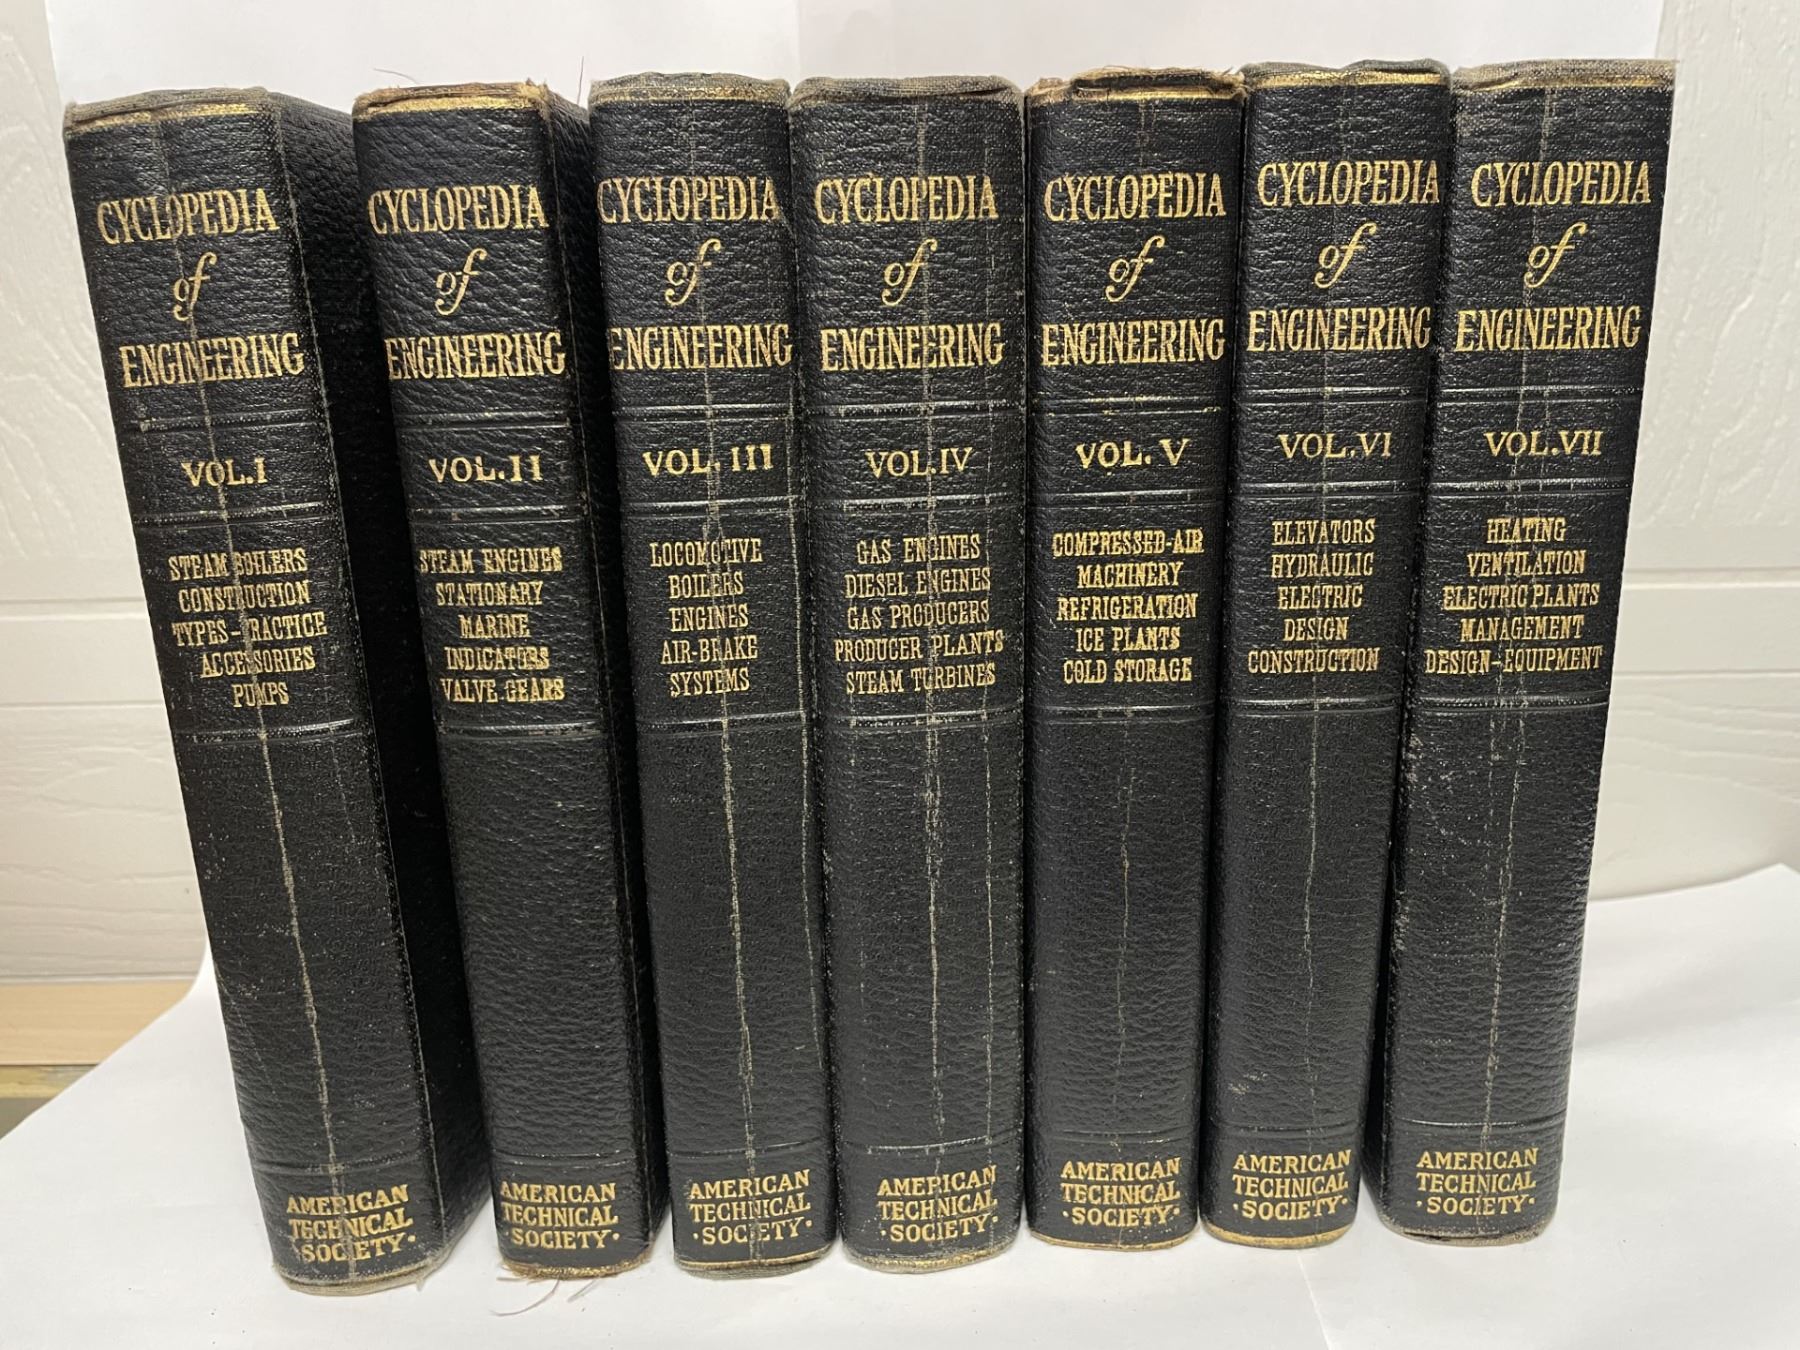 CYCLOPEDIA
of
ENGINEERING
VOL. I
STEAM BOILERS
CONSTRUCTION
TYPES-PRACTICE
ACCESSORIES
PUMPS
AMERICAN
TECHNICAL
SOCIETY·
CYCLOPEDIA
of
ENGINEERING
VOL. II
STEAM ENGINES
STATIONARY
MARINE
INDICATORS
VALVE GEARS
AMERICAN
TECHNICAL
SOCIETY·
CYCLOPEDIA
of
ENGINEERING
VOL. III
LOCOMOTIVE
BOILERS
ENGINES
AIR-BRAKE
SYSTEMS
AMERICAN
TECHNICAL
·SOCIETY·
CYCLOPEDIA
of
ENGINEERING
VOL. IV
GAS ENGINES
DIESEL ENGINES
GAS PRODUCERS
PRODUCER PLANTS
STEAM TURBINES
AMERICAN
TECHNICAL
·SOCIETY·
CYCLOPEDIA
of
ENGINEERING
VOL. V
COMPRESSED-AIR
MACHINERY
REFRIGERATION
ICE PLANTS
COLD STORAGE
AMERICAN
TECHNICAL
·SOCIETY·
CYCLOPEDIA
of
ENGINEERING
VOL. VI
ELEVATORS
HYDRAULIC
ELECTRIC
DESIGN
CONSTRUCTION
AMERICAN
TECHNICAL
·SOCIETY·
CYCLOPEDIA
of
ENGINEERING
VOL. VII
HEATING
VENTILATION
ELECTRIC PLANTS
MANAGEMENT
DESIGN-EQUIPMENT
AMERICAN
TECHNICAL
·SOCIETY·